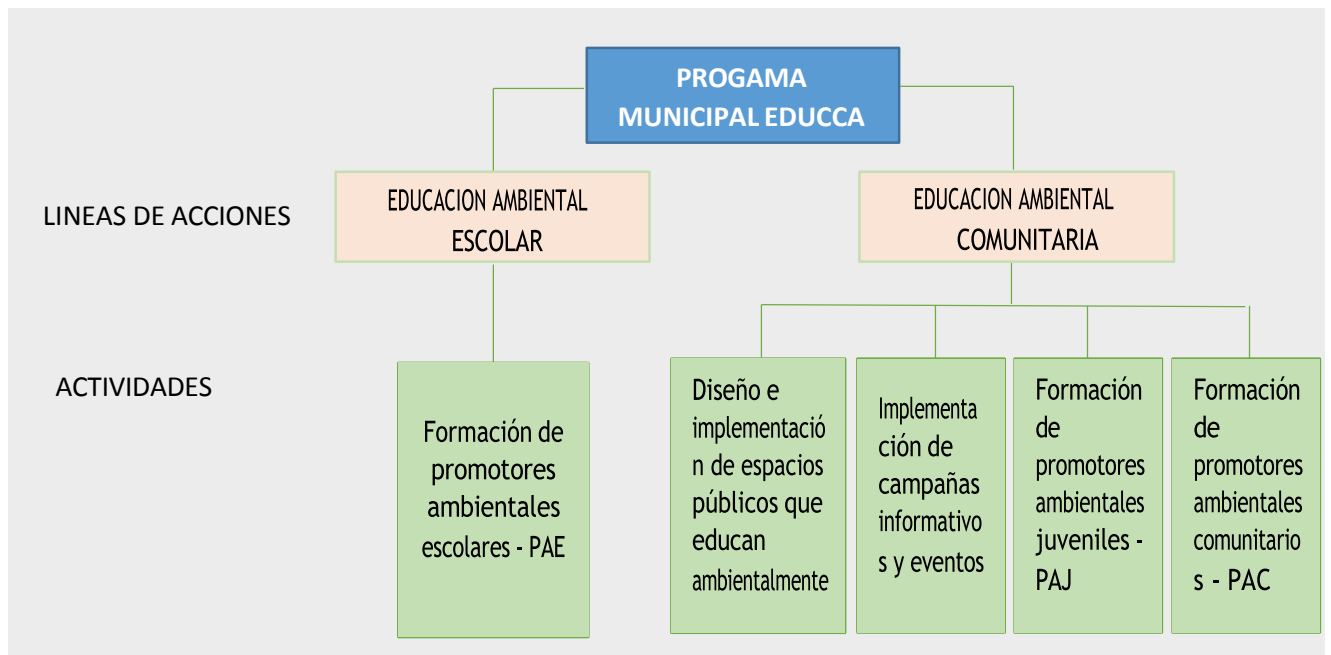 PROGAMA
MUNICIPAL EDUCCA
LINEAS DE ACCIONES
EDUCACION AMBIENTAL
ESCOLAR
EDUCACION AMBIENTAL
COMUNITARIA
ACTIVIDADES
Formación de
promotores
ambientales
escolares - PAE
Diseño e
implementació
n de espacios
públicos que
educan
ambientalmente
Implementa
ción de
campañas
informativo
s y eventos
Formación
de
promotores
ambientales
juveniles -
PAJ
Formación
de
promotores
ambientales
comunitario
s - PAC